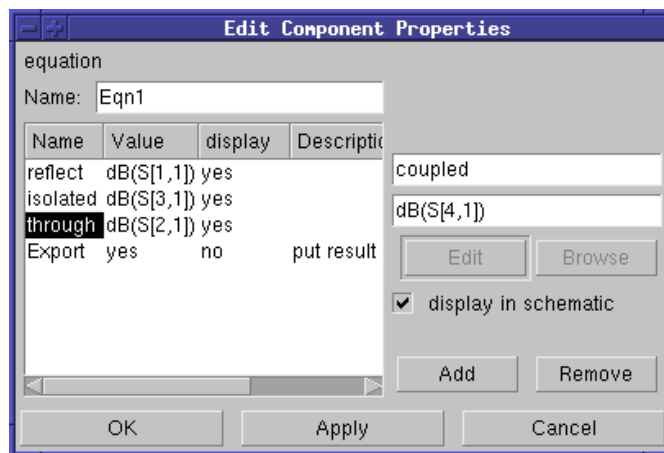 Edit Component Properties
equation
Name: Eqn1
Name Value display Descriptic
reflect dB(S[1,1]) yes
isolated dB(S[3,1]) yes
through dB(S[2,1]) yes
Export yes no put result
coupled
dB(S[4,1])
Edit Browse
display in schematic
Add Remove
OK Apply Cancel